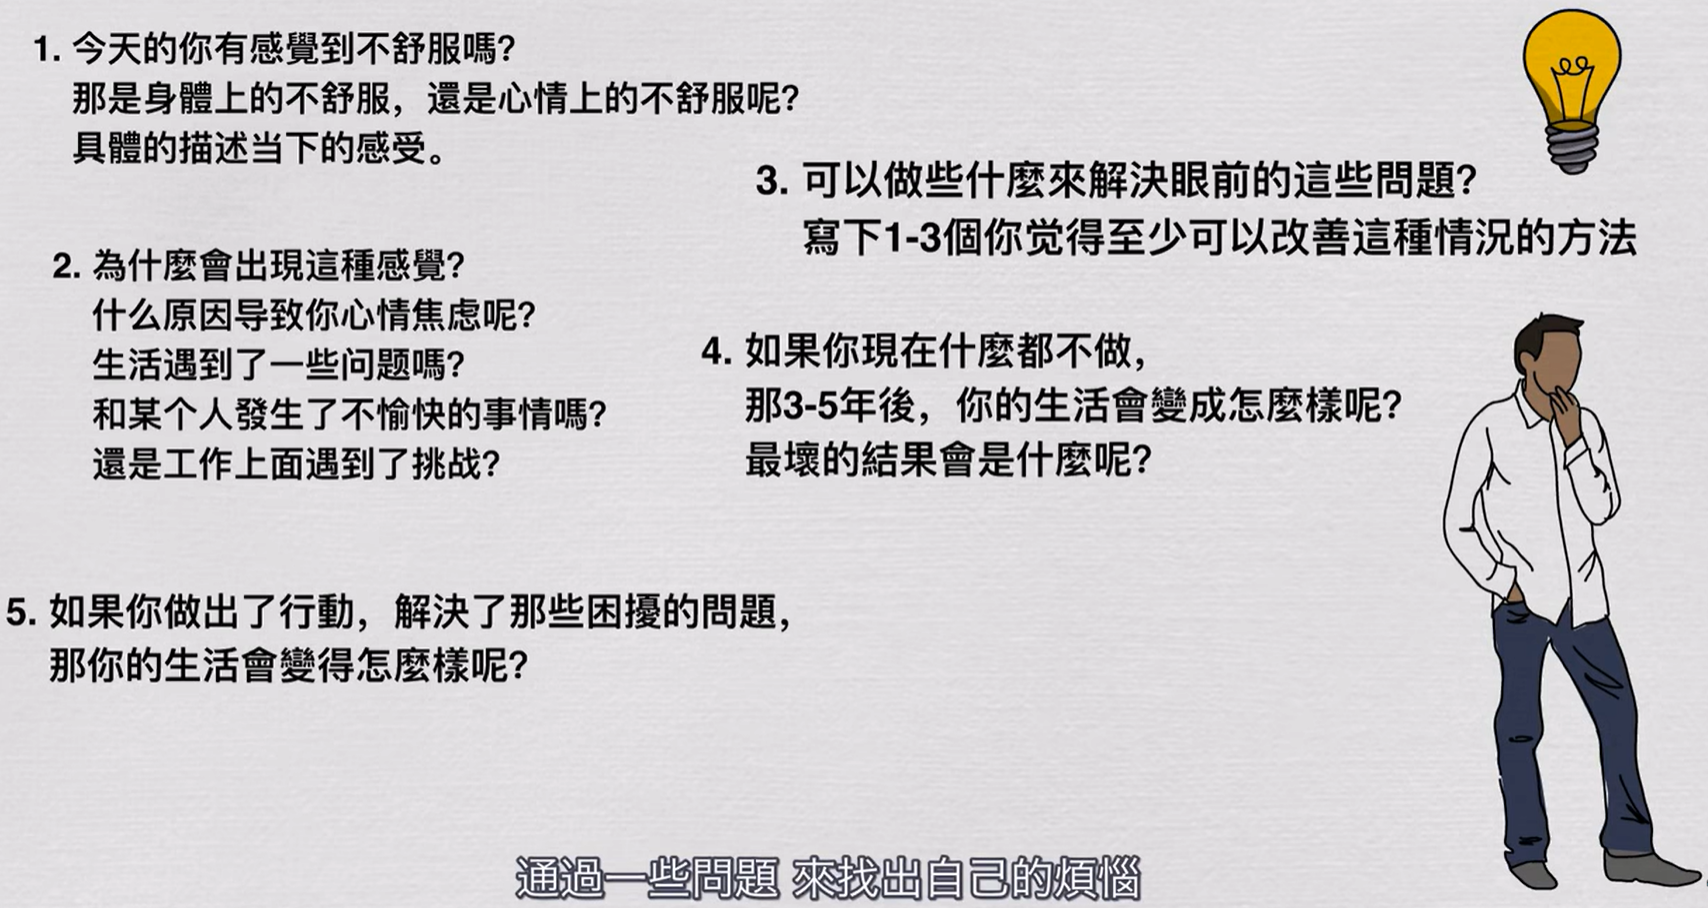 1. 今天的你有感覺到不舒服嗎?
那是身體上的不舒服，還是心情上的不舒服呢?
具體的描述当下的感受。
2. 為什麼會出現這種感覺?
什么原因导致你心情焦虑呢?
生活遇到了一些问题嗎?
和某个人發生了不愉快的事情嗎?
還是工作上面遇到了挑战?
3. 可以做些什麼來解決眼前的這些問題?
寫下1-3個你觉得至少可以改善這種情況的方法
4. 如果你現在什麼都不做，
那3-5年後，你的生活會變成怎麼樣呢?
最壞的結果會是什麼呢?
5. 如果你做出了行動，解決了那些困擾的問題，
那你的生活會變得怎麼樣呢?
通過一些問題 來找出自己的煩惱